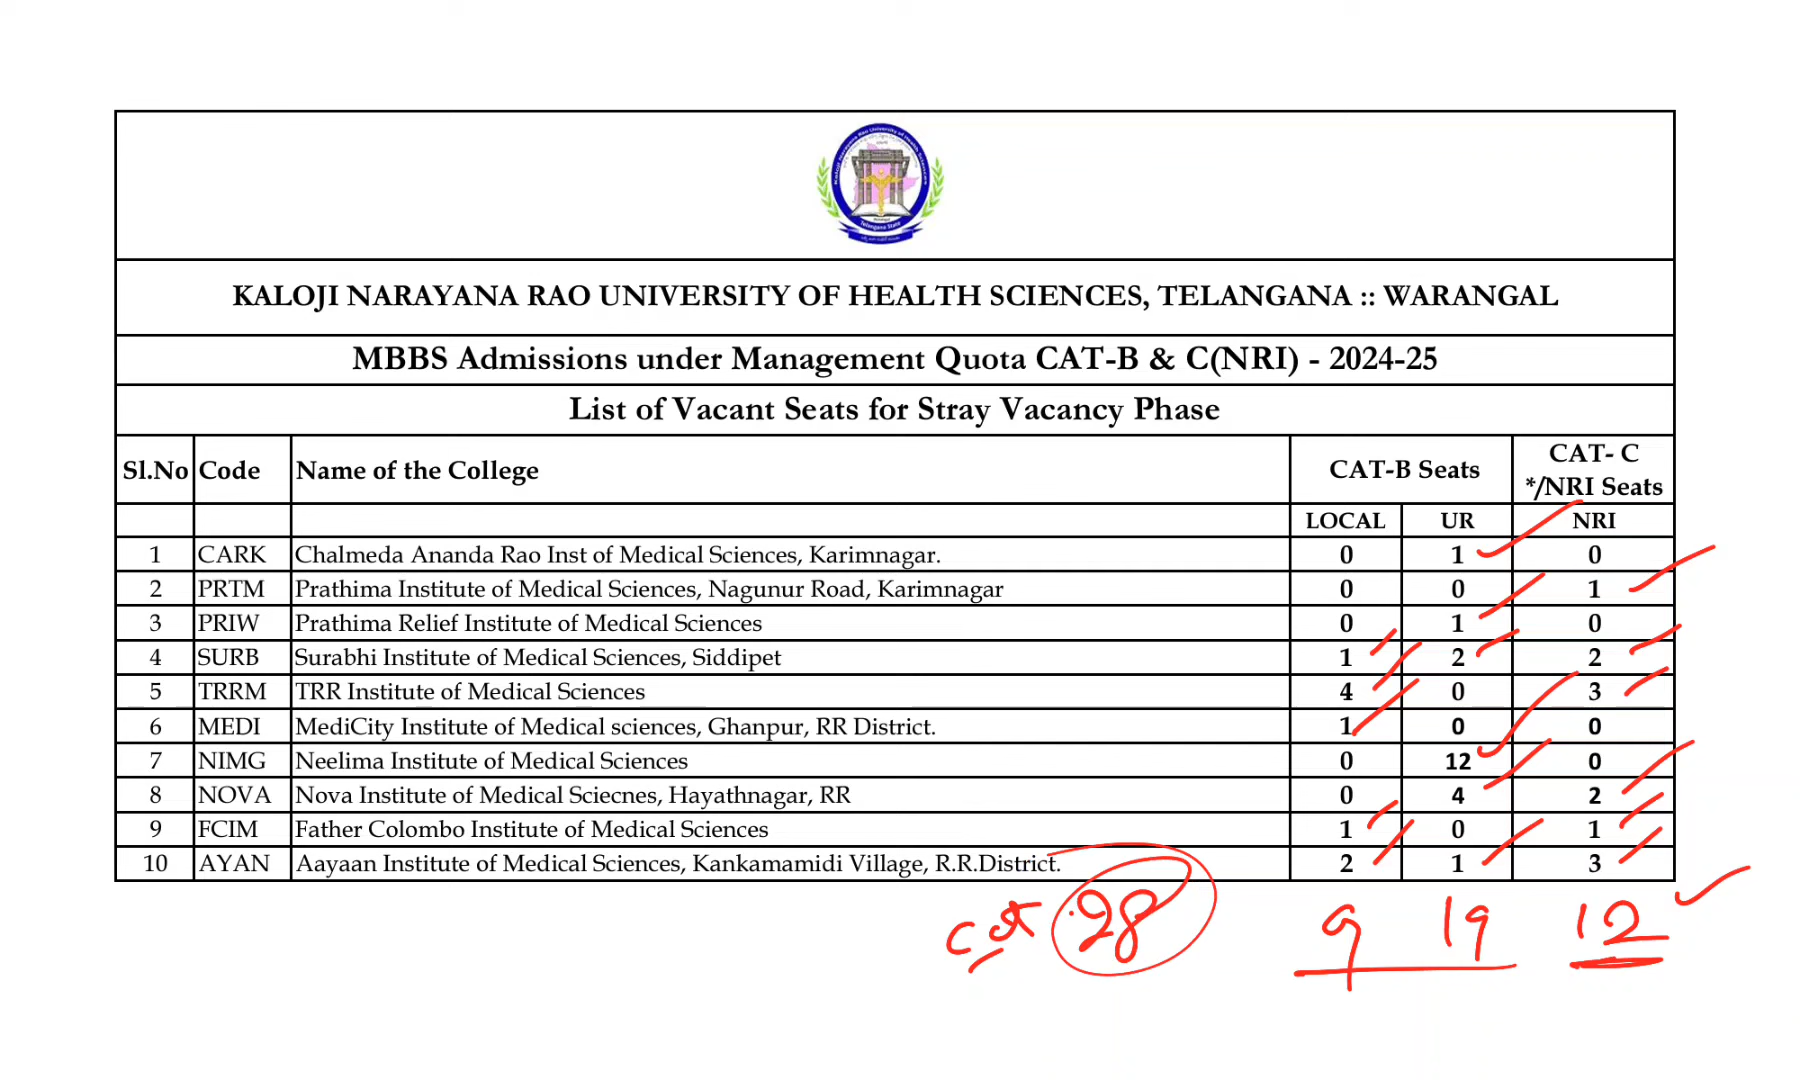 KALOJI NARAYANA RAO UNIVERSITY OF HEALTH SCIENCES, TELANGANA :: WARANGAL
MBBS Admissions under Management Quota CAT-B & C(NRI) - 2024-25
List of Vacant Seats for Stray Vacancy Phase
Sl.No Code Name of the College CAT-B Seats CAT- C */NRI Seats
LOCAL UR NRI
1 CARK Chalmeda Ananda Rao Inst of Medical Sciences, Karimnagar. 0 1 0
2 PRTM Prathima Institute of Medical Sciences, Nagunur Road, Karimnagar 0 0 1
3 PRIW Prathima Relief Institute of Medical Sciences 0 1 0
4 SURB Surabhi Institute of Medical Sciences, Siddipet 1 2 2
5 TRRM TRR Institute of Medical Sciences 4 0 3
6 MEDI MediCity Institute of Medical sciences, Ghanpur, RR District. 1 0 0
7 NIMG Neelima Institute of Medical Sciences 0 12 0
8 NOVA Nova Institute of Medical Sciecnes, Hayathnagar, RR 0 4 2
9 FCIM Father Colombo Institute of Medical Sciences 1 0 1
10 AYAN Aayaan Institute of Medical Sciences, Kankamamidi Village, R.R.District. 2 1 3
28 9 19 12